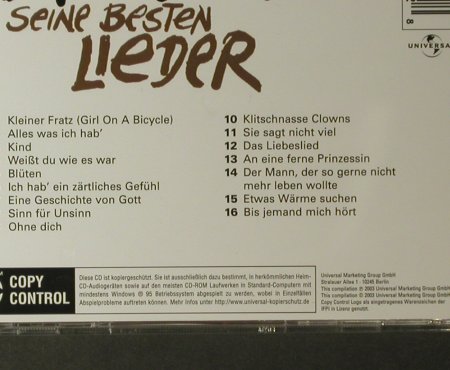 SEINE BESTEN
LIEDER
UNIVERSA
Kleiner Fratz (Girl On A Bicycle)
Alles was ich hab'
Kind
Weißt du wie es war
Blüten
Ich hab' ein zärtliches Gefühl
Eine Geschichte von Gott
Sinn für Unsinn
Ohne dich
10 Klitschnasse Clowns
11 Sie sagt nicht viel
12 Das Liebeslied
13 An eine ferne Prinzessin
14 Der Mann, der so gerne nicht
mehr leben wollte
15 Etwas Wärme suchen
16 Bis jemand mich hört
COPY
CONTROL
Diese CD ist kopiergeschützt. Sie ist ausschließlich dazu bestimmt, in herkömmlichen Heim-
CD-Audiogeräten sowie auf den meisten CD-ROM Laufwerken in Standard-Computern mit
mindestens Windows ® 95 Betriebssystem abgespielt zu werden, wobei in Einzelfällen
Abspielprobleme auftreten können. Mehr Infos unter http://www.universal-kopierschutz.de.
Universal Marketing Group GmbH
Stralauer Allee 1 · 10245 Berlin
This compilation ℗ 2003 Universal Marketing Group GmbH
This compilation © 2003 Universal Marketing Group GmbH
Copy Control Logo als eingetragenes Warenzeichen der
IFPI in Lizenz genutzt.